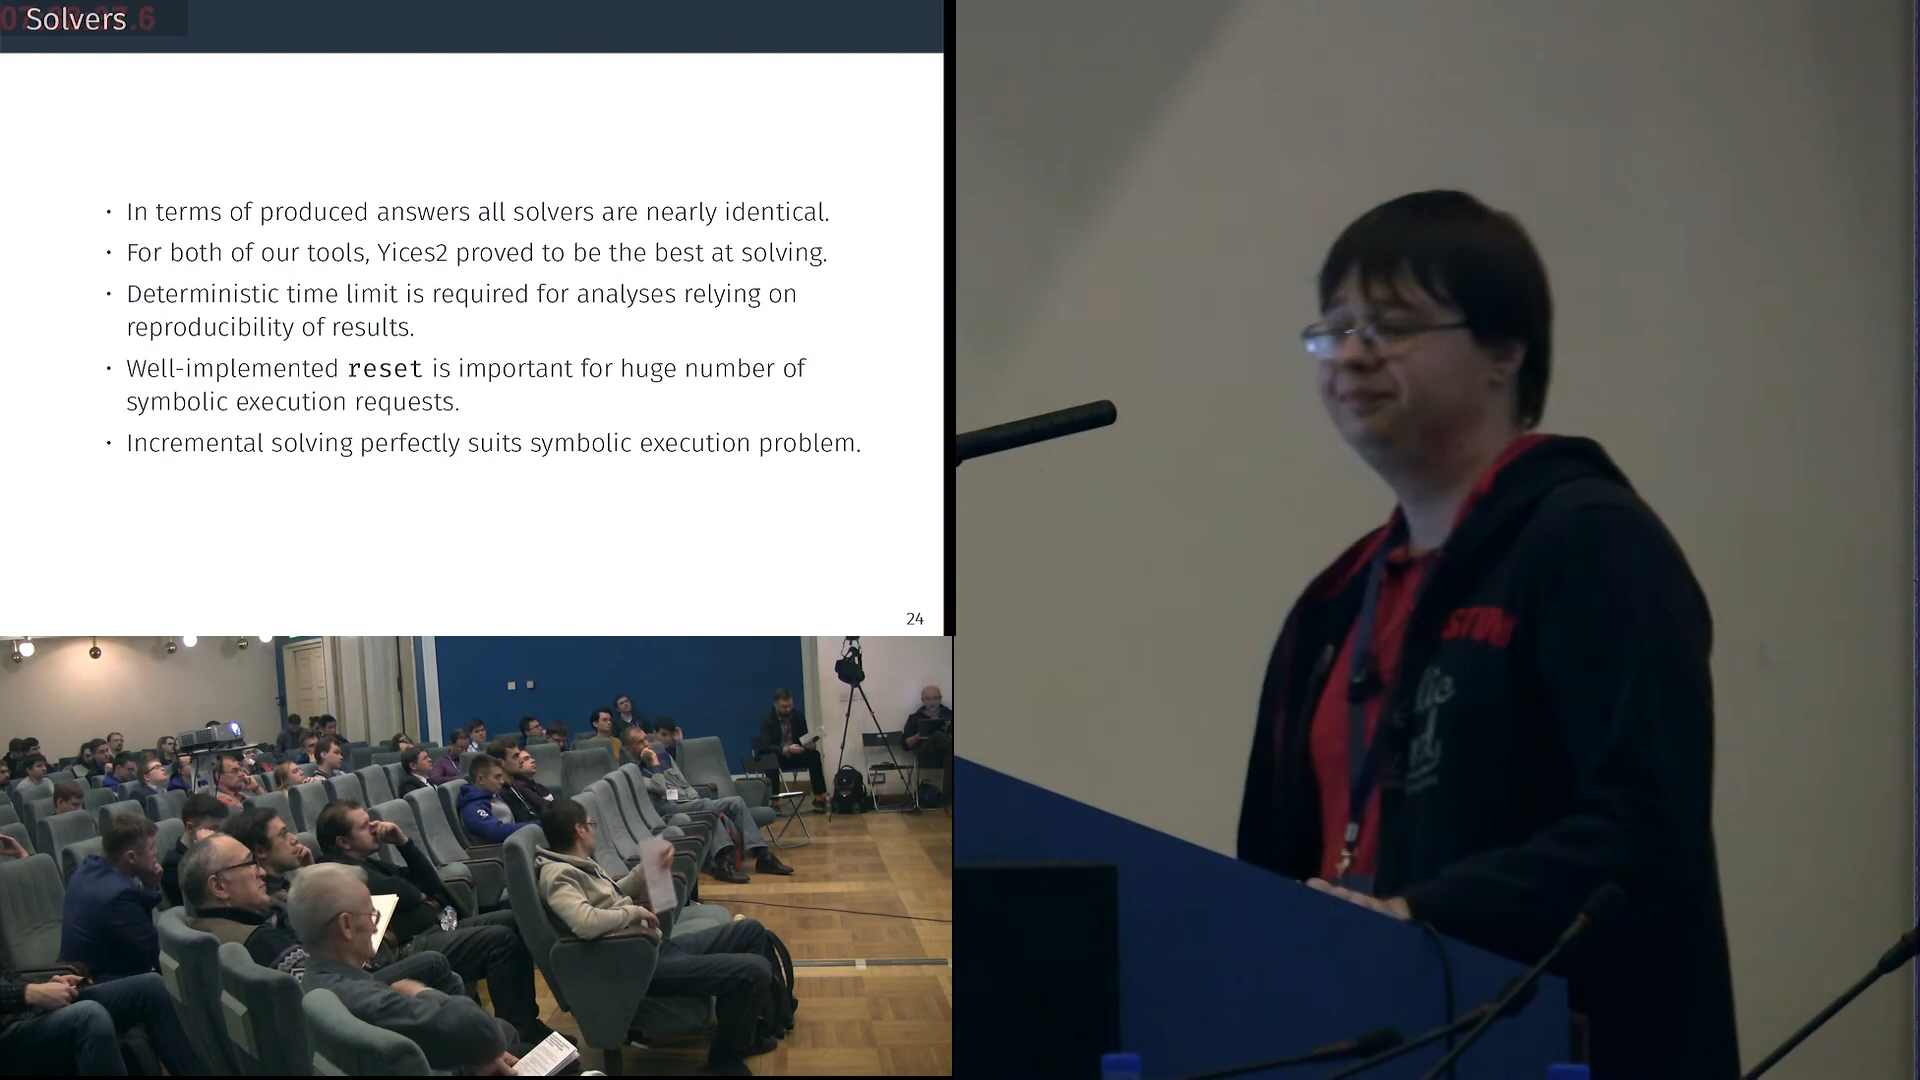 Solvers
• In terms of produced answers all solvers are nearly identical.
• For both of our tools, Yices2 proved to be the best at solving.
• Deterministic time limit is required for analyses relying on
reproducibility of results.
• Well-implemented reset is important for huge number of
symbolic execution requests.
• Incremental solving perfectly suits symbolic execution problem.
24